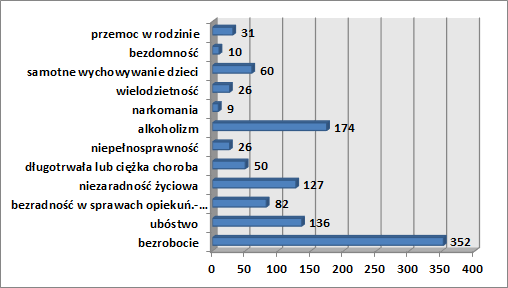 przemoc w rodzinie 31
bezdomność 10
samotne wychowywanie dzieci 60
wielodzietność 26
narkomania 9
alkoholizm 174
niepełnosprawność 26
długotrwała lub ciężka choroba 50
niezaradność życiowa 127
bezradność w sprawach opiekuń.-... 82
ubóstwo 136
bezrobocie 352
0 50 100 150 200 250 300 350 400